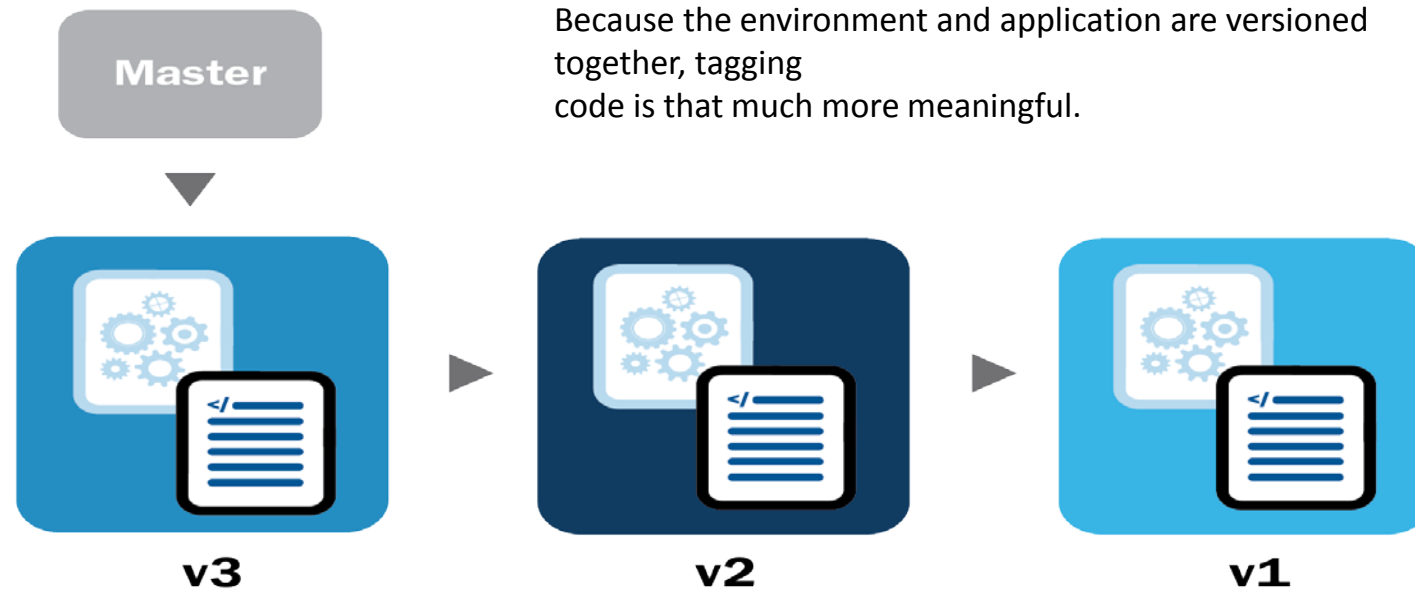 Master
Because the environment and application are versioned
together, tagging
code is that much more meaningful.
</
</
</
v3
v2
v1